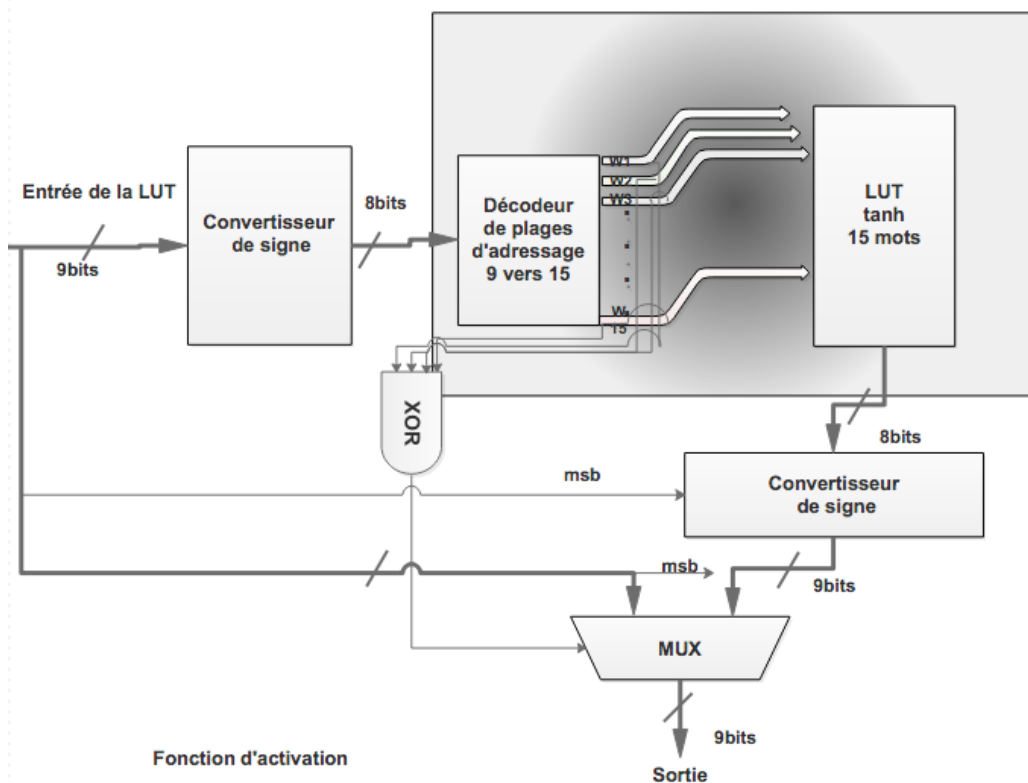 Entrée de la LUT
9bits
Convertisseur
de signe
8bits
Décodeur
de plages
d'adressage
9 vers 15
W1
W2
W3
W
15
LUT
tanh
15 mots
XOR
8bits
msb
Convertisseur
de signe
msb
9bits
MUX
9bits
Fonction d'activation
Sortie